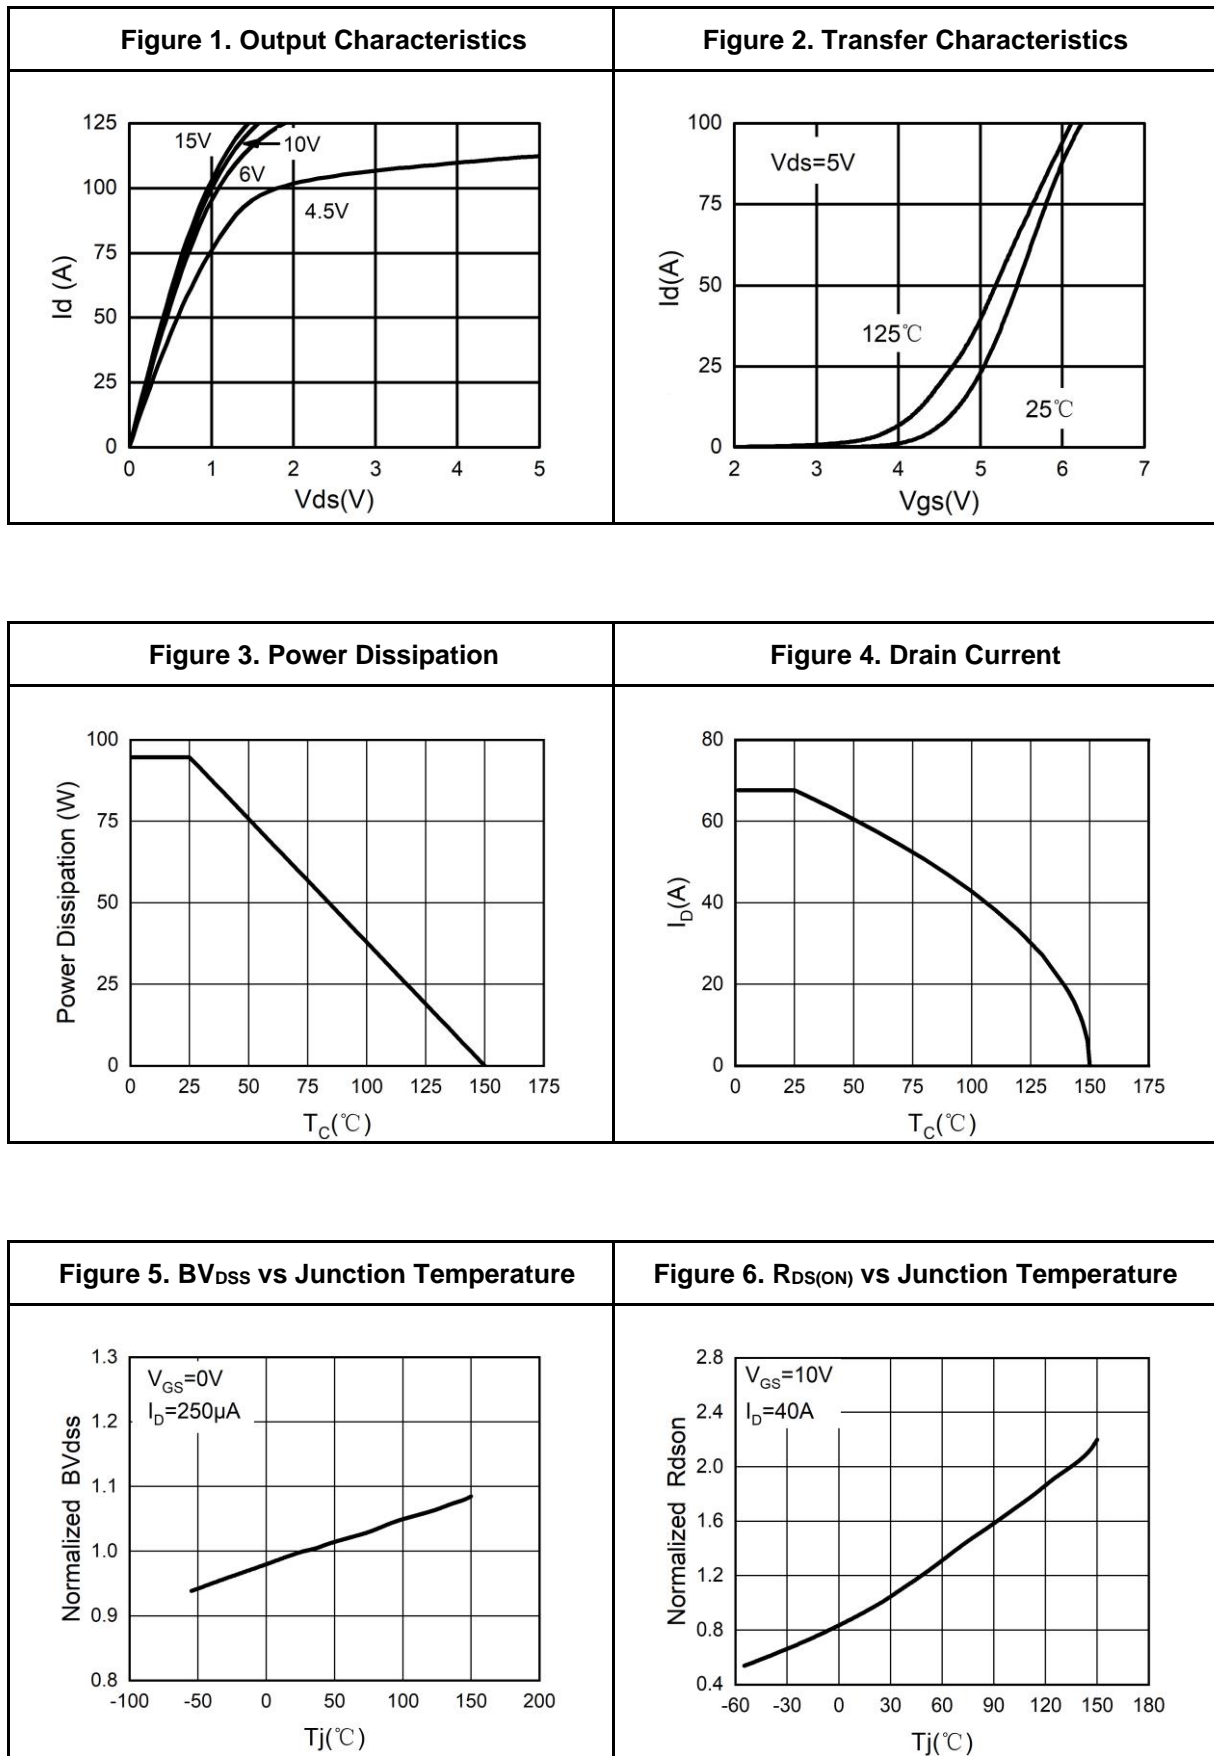 Figure 1. Output Characteristics
Figure 2. Transfer Characteristics
125
100
75
50
25
0
Id (A)
15V
10V
6V
4.5V
0 1 2 3 4 5
Vds(V)
100
75
50
25
0
Id(A)
Vds=5V
125℃
25℃
2 3 4 5 6 7
Vgs(V)
Figure 3. Power Dissipation
Figure 4. Drain Current
100
75
50
25
0
Power Dissipation (W)
0 25 50 75 100 125 150 175
TC(℃)
80
60
40
20
0
ID(A)
0 25 50 75 100 125 150 175
TC(℃)
Figure 5. BVDSS vs Junction Temperature
Figure 6. RDS(ON) vs Junction Temperature
1.3
1.2
1.1
1.0
0.9
0.8
Normalized BVdss
VGS=0V
ID=250μA
-100 -50 0 50 100 150 200
Tj(℃)
2.8
2.4
2.0
1.6
1.2
0.8
0.4
Normalized Rdson
VGS=10V
ID=40A
-60 -30 0 30 60 90 120 150 180
Tj(℃)